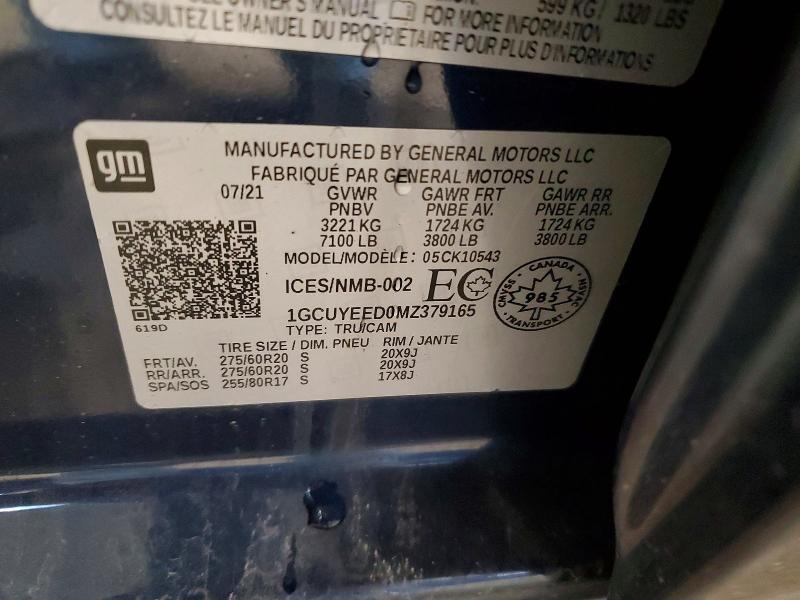 599 KG / 1320 LBS
OWNER'S MANUAL FOR MORE INFORMATION
CONSULTEZ LE MANUEL DU PROPRIETAIRE POUR PLUS D'INFORMATIONS
gm
MANUFACTURED BY GENERAL MOTORS LLC
FABRIQUÉ PAR GENERAL MOTORS LLC
07/21 GVWR GAWR FRT GAWR RR
PNBV PNBE AV. PNBE ARR.
3221 KG 1724 KG 1724 KG
7100 LB 3800 LB 3800 LB
MODEL/MODÈLE: 05CK10543
ICES/NMB-002 EC
CANADA
985
TRANSPORT
1GCUYEED0MZ379165
619D
TYPE: TRU/CAM
TIRE SIZE / DIM. PNEU RIM / JANTE
FRT/AV. 275/60R20 S 20X9J
RR/ARR. 275/60R20 S 20X9J
SPA/SOS 255/80R17 S 17X8J